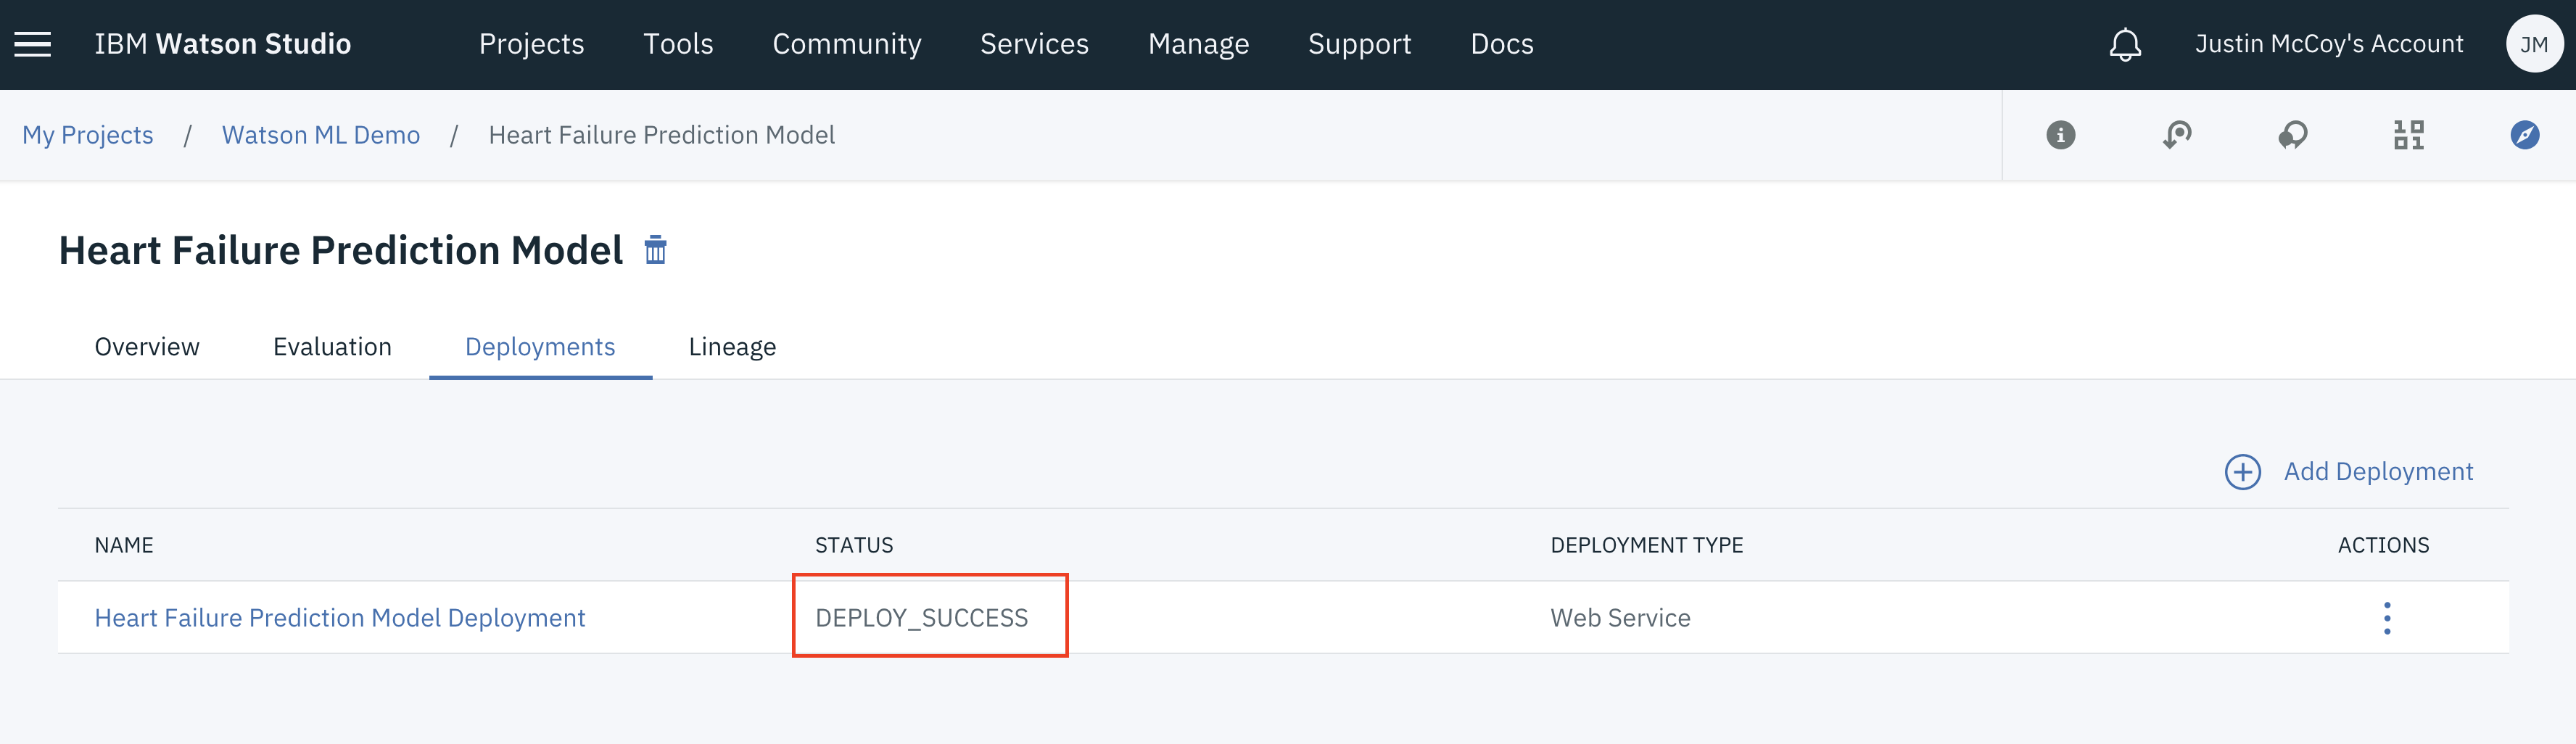 IBM Watson Studio Projects Tools Community Services Manage Support Docs Justin McCoy's Account JM
My Projects / Watson ML Demo / Heart Failure Prediction Model
Heart Failure Prediction Model
Overview Evaluation Deployments Lineage
Add Deployment
NAME STATUS DEPLOYMENT TYPE ACTIONS
Heart Failure Prediction Model Deployment DEPLOY_SUCCESS Web Service